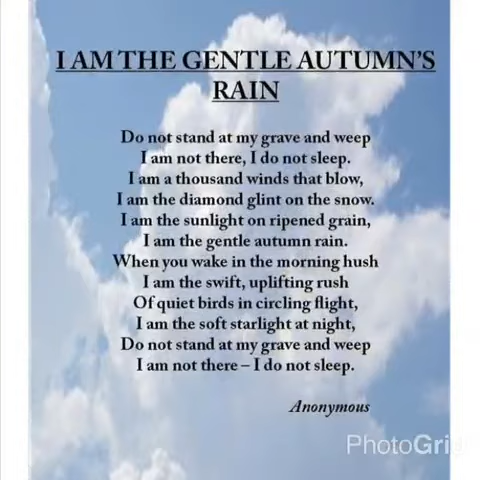 I AM THE GENTLE AUTUMN'S
RAIN
Do not stand at my grave and weep
I am not there, I do not sleep.
I am a thousand winds that blow,
I am the diamond glint on the snow.
I am the sunlight on ripened grain,
I am the gentle autumn rain.
When you wake in the morning hush
I am the swift, uplifting rush
Of quiet birds in circling flight,
I am the soft starlight at night,
Do not stand at my grave and weep
I am not there – I do not sleep.
Anonymous
PhotoGri